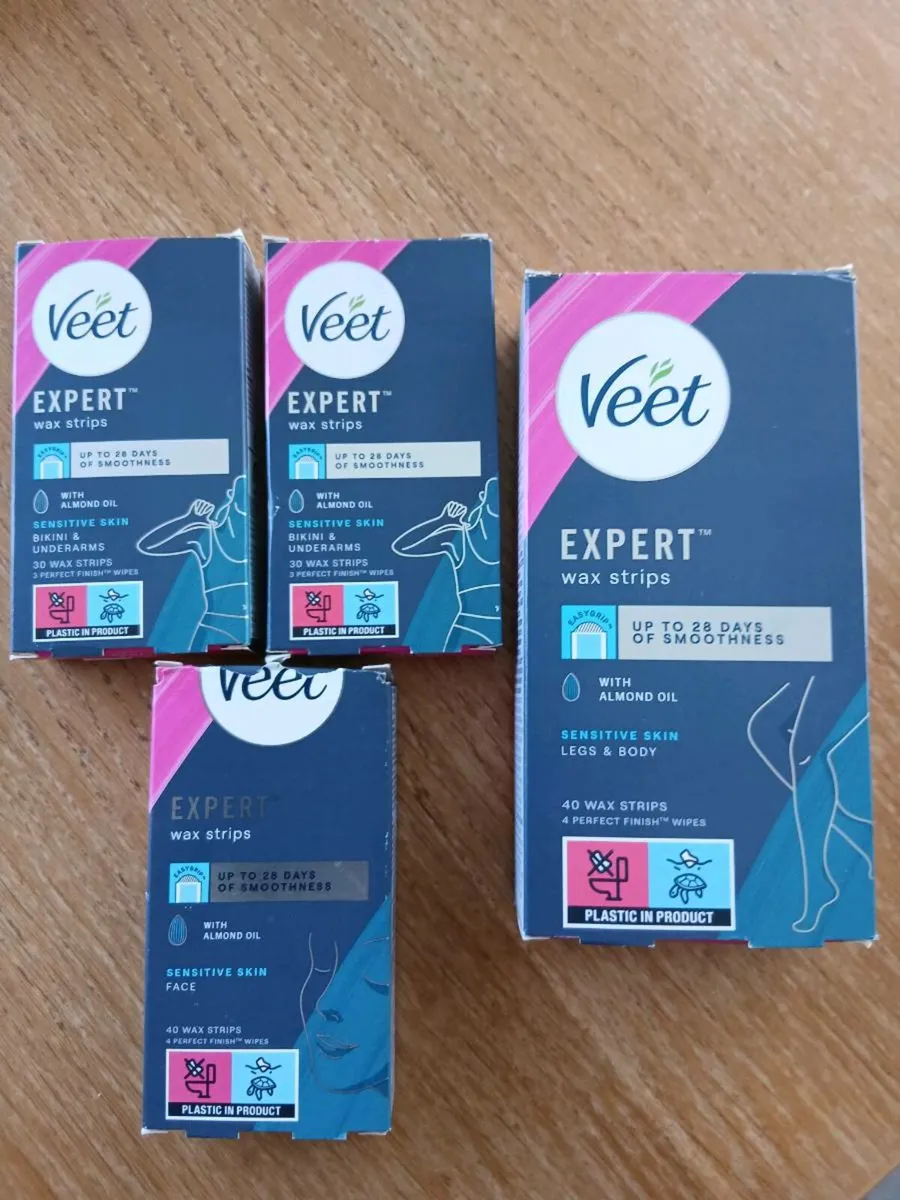 Veet
EXPERT™
wax strips
EASYGRIP™
UP TO 28 DAYS
OF SMOOTHNESS
WITH
ALMOND OIL
SENSITIVE SKIN
BIKINI &
UNDERARMS
30 WAX STRIPS
3 PERFECT FINISH™ WIPES
PLASTIC IN PRODUCT
Veet
EXPERT™
wax strips
EASYGRIP™
UP TO 28 DAYS
OF SMOOTHNESS
WITH
ALMOND OIL
SENSITIVE SKIN
BIKINI &
UNDERARMS
30 WAX STRIPS
3 PERFECT FINISH™ WIPES
PLASTIC IN PRODUCT
Veet
EXPERT™
wax strips
EASYGRIP™
UP TO 28 DAYS
OF SMOOTHNESS
WITH
ALMOND OIL
SENSITIVE SKIN
LEGS & BODY
40 WAX STRIPS
4 PERFECT FINISH™ WIPES
PLASTIC IN PRODUCT
Veet
EXPERT™
wax strips
EASYGRIP™
UP TO 28 DAYS
OF SMOOTHNESS
WITH
ALMOND OIL
SENSITIVE SKIN
FACE
40 WAX STRIPS
4 PERFECT FINISH™ WIPES
PLASTIC IN PRODUCT